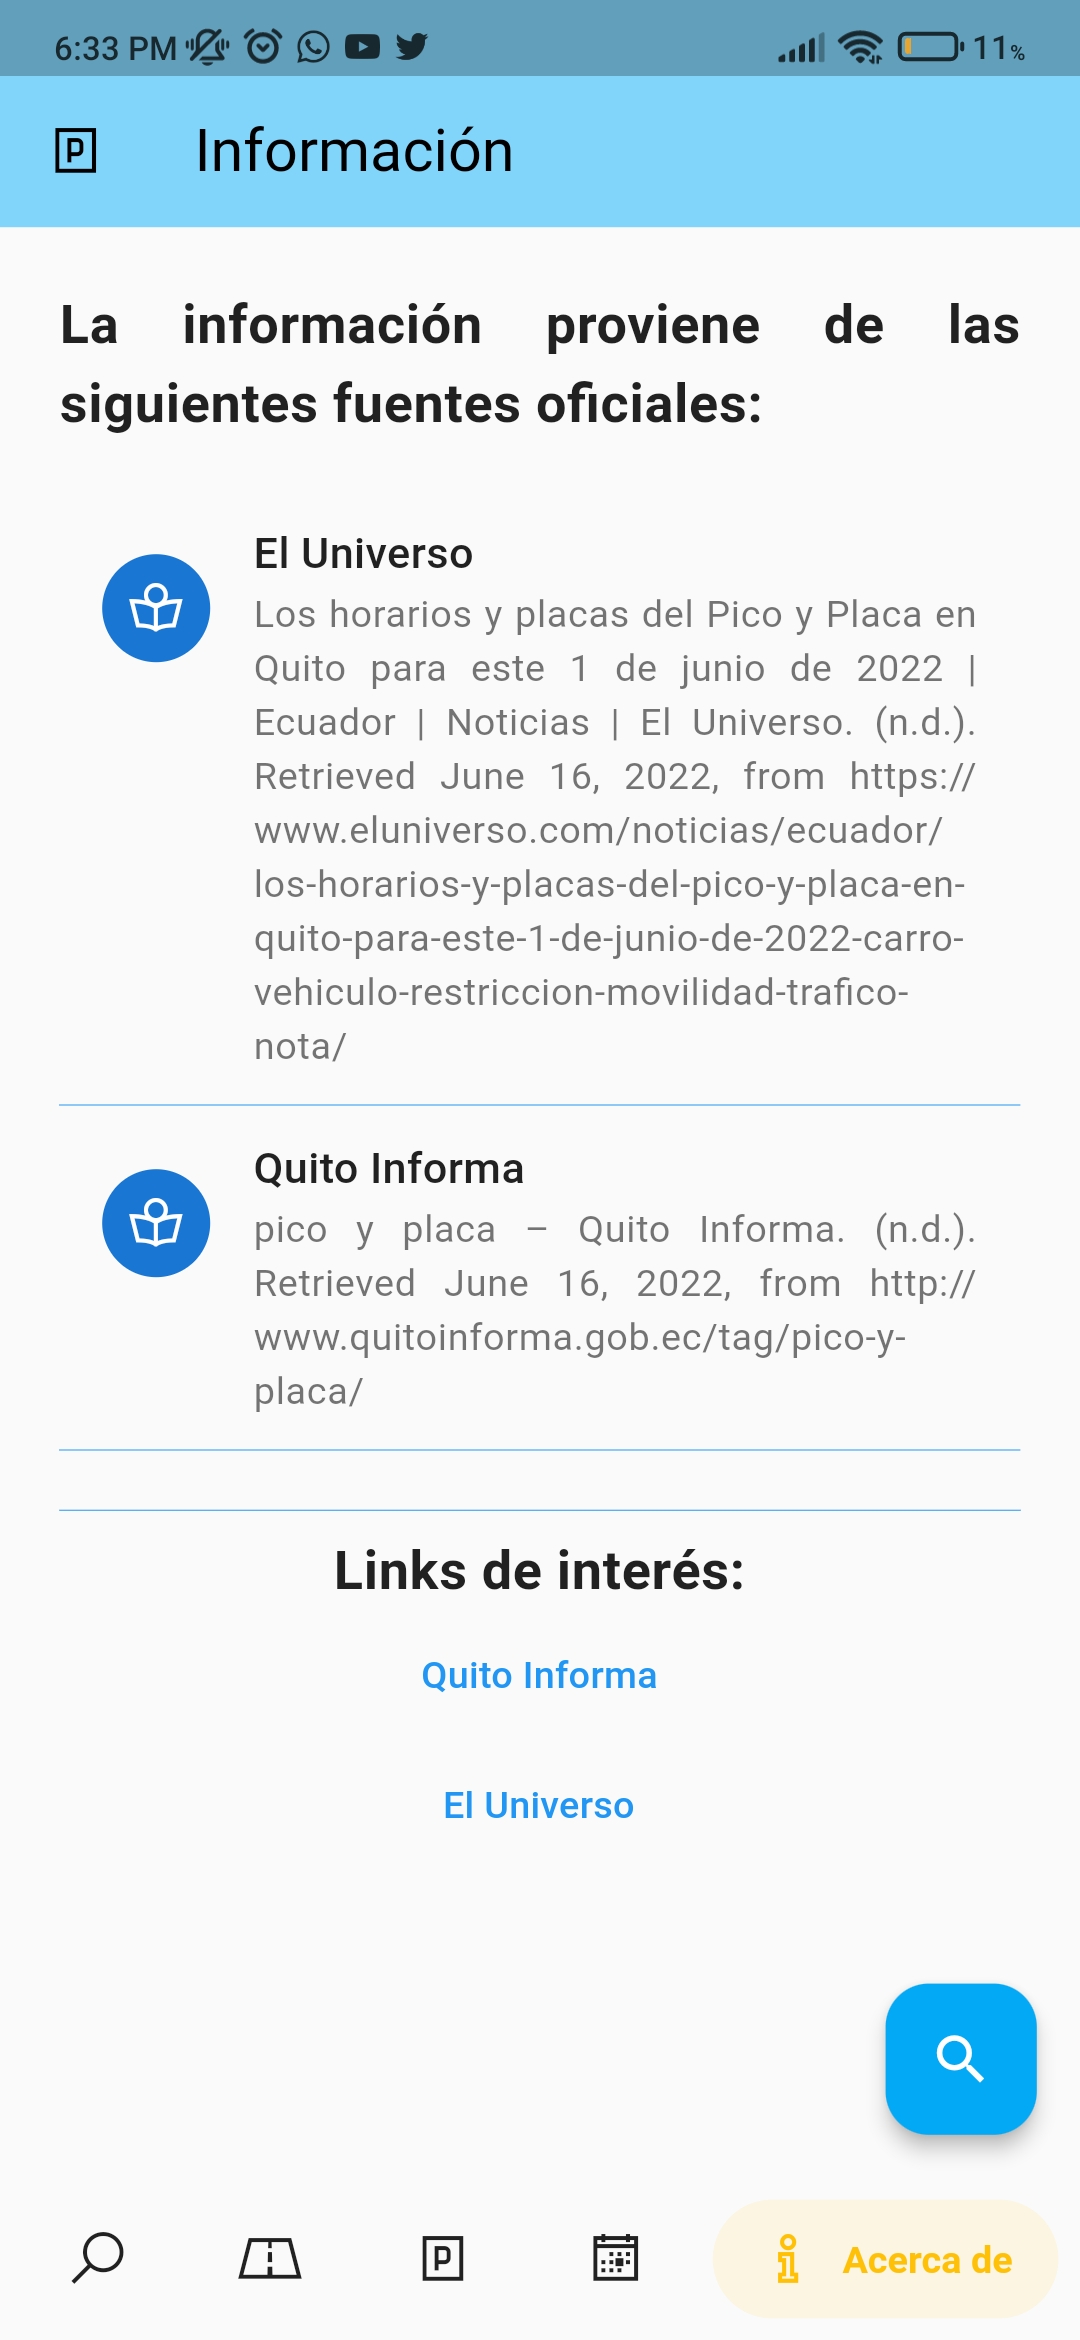 6:33 PM 11%
P Información
La información proviene de las
siguientes fuentes oficiales:
El Universo
Los horarios y placas del Pico y Placa en
Quito para este 1 de junio de 2022 |
Ecuador | Noticias | El Universo. (n.d.).
Retrieved June 16, 2022, from https://
www.eluniverso.com/noticias/ecuador/
los-horarios-y-placas-del-pico-y-placa-en-
quito-para-este-1-de-junio-de-2022-carro-
vehiculo-restriccion-movilidad-trafico-
nota/
Quito Informa
pico y placa – Quito Informa. (n.d.).
Retrieved June 16, 2022, from http://
www.quitoinforma.gob.ec/tag/pico-y-
placa/
Links de interés:
Quito Informa
El Universo
P Acerca de